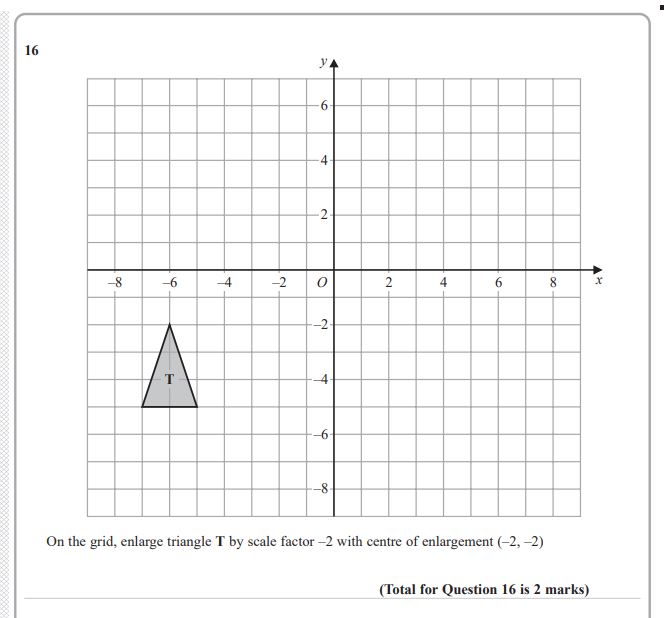 16
y
6
4
2
–8 –6 –4 –2 O 2 4 6 8 x
–2
T –4
–6
–8
On the grid, enlarge triangle T by scale factor –2 with centre of enlargement (–2, –2)
(Total for Question 16 is 2 marks)